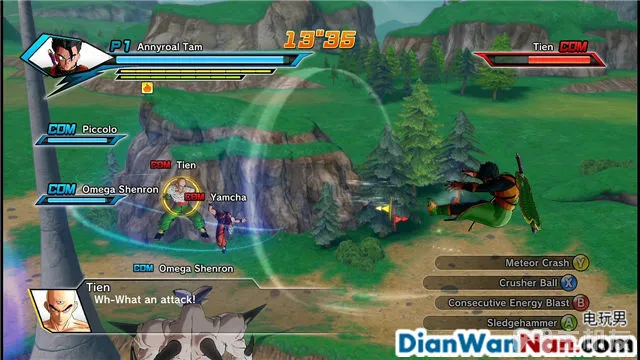 P1 Annyroal Tam
13"35
Tien COM
COM Piccolo
COM Tien
COM Omega Shenron
COM Yamcha
COM Omega Shenron
Tien
Wh-What an attack!
Meteor Crash Y
Crusher Ball X
Consecutive Energy Blast B
Sledgehammer A
电玩男
DianWanNan.com